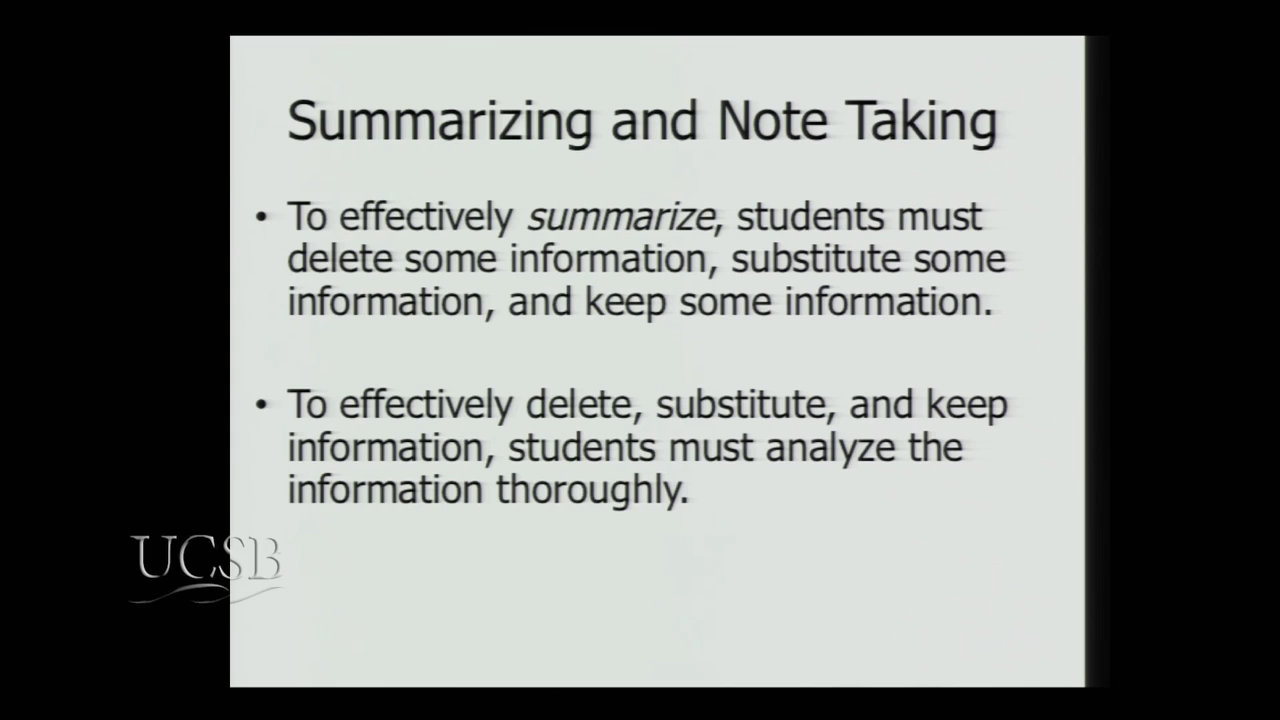 Summarizing and Note Taking
• To effectively summarize, students must
delete some information, substitute some
information, and keep some information.
• To effectively delete, substitute, and keep
information, students must analyze the
information thoroughly.
UCSB